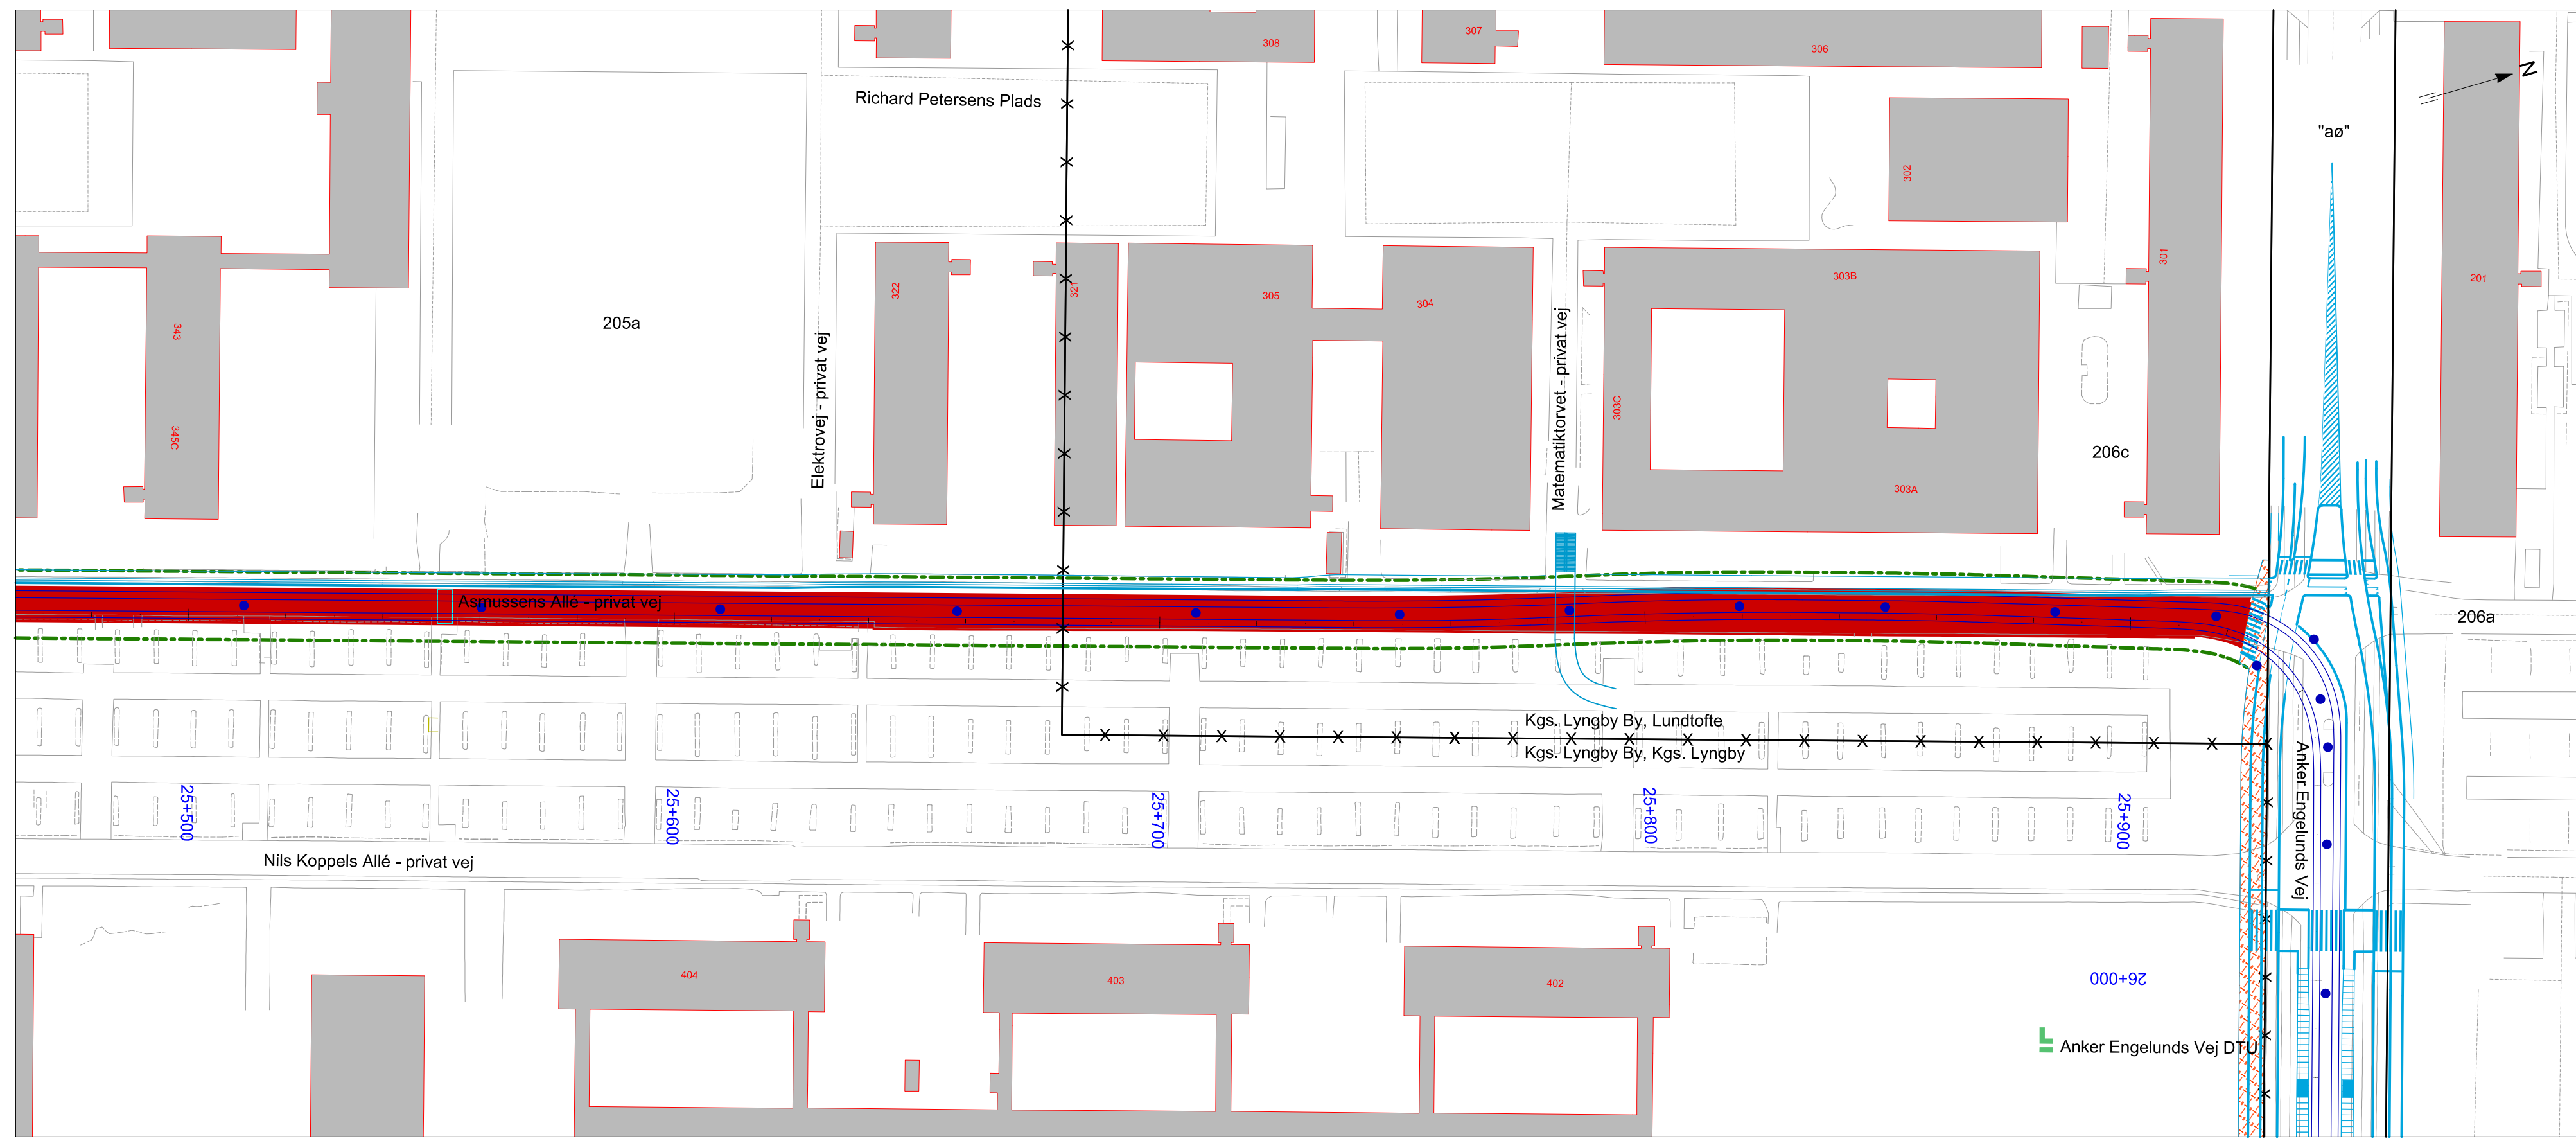 308
307
306
Richard Petersens Plads
N
"aø"
302
301
201
303B
322
321
305
304
343
205a
Elektrovej - privat vej
Matematiktorvet - privat vej
303C
345C
206c
303A
Asmussens Allé - privat vej
206a
Kgs. Lyngby By, Lundtofte
Kgs. Lyngby By, Kgs. Lyngby
25+500
25+600
25+700
25+800
25+900
Anker Engelunds Vej
Nils Koppels Allé - privat vej
404
403
402
26+000
Anker Engelunds Vej DTU